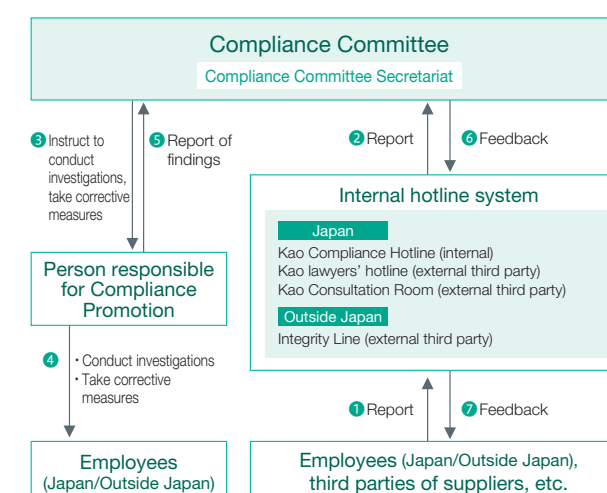 Compliance Committee
Compliance Committee Secretariat
3 Instruct to
conduct
investigations,
take corrective
measures
5 Report of
findings
2 Report
6 Feedback
Internal hotline system
Japan
Kao Compliance Hotline (internal)
Kao lawyers' hotline (external third party)
Kao Consultation Room (external third party)
Outside Japan
Integrity Line (external third party)
Person responsible
for Compliance
Promotion
4 ・Conduct investigations
・Take corrective
measures
1 Report
7 Feedback
Employees
(Japan/Outside Japan)
Employees (Japan/Outside Japan),
third parties of suppliers, etc.